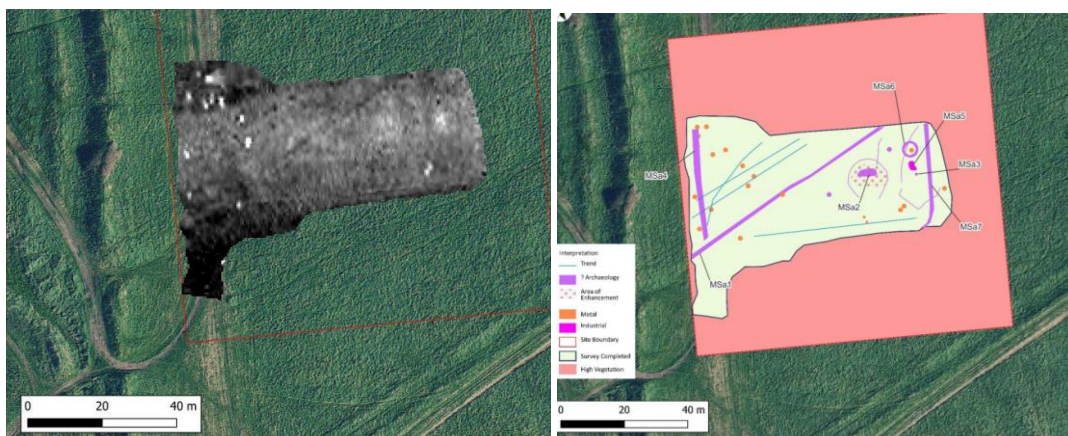 0 20 40 m
MSa6
MSa5
MSa3
MSa4
MSa2
MSa7
MSa1
Interpretation
Trend
? Archaeology
Area of
Enhancement
Metal
Industrial
Site Boundary
Survey Completed
High Vegetation
0 20 40 m